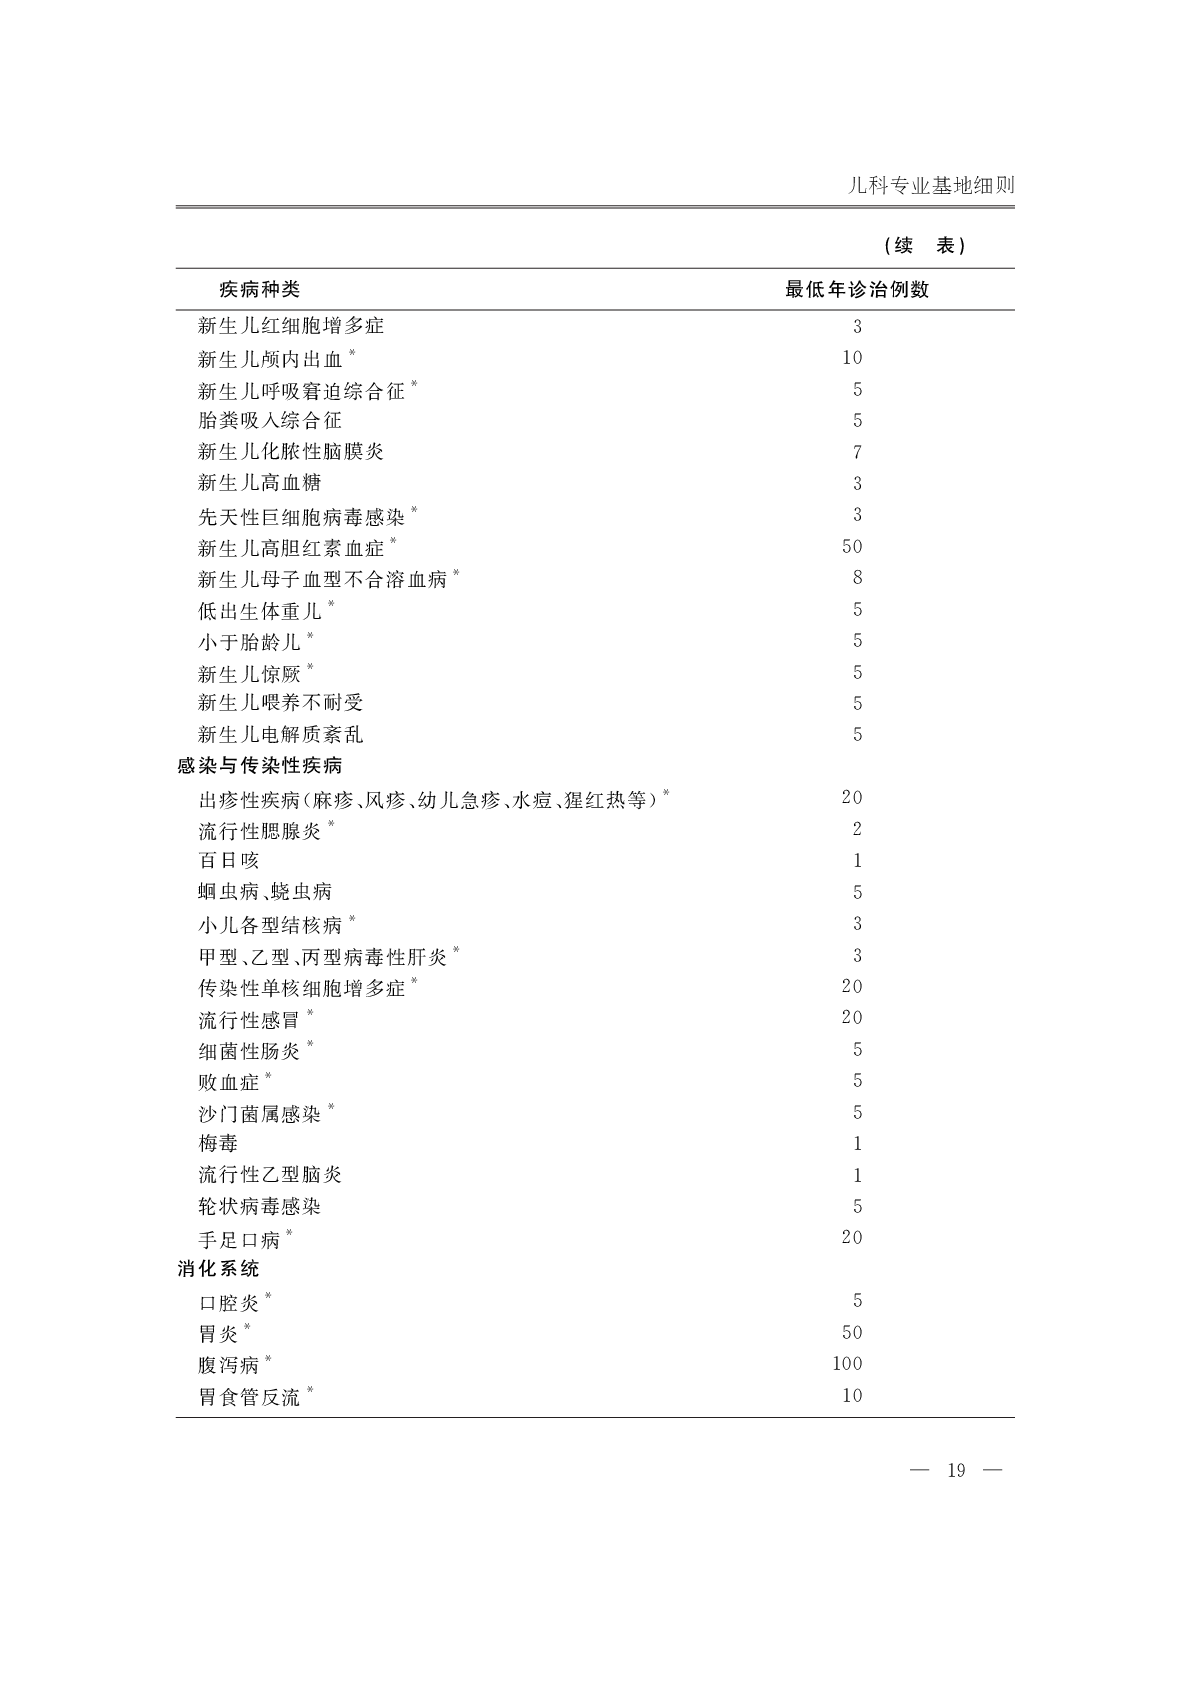 儿科专业基地细则
(续 表)
疾病种类 最低年诊治例数
新生儿红细胞增多症 3
新生儿颅内出血* 10
新生儿呼吸窘迫综合征* 5
胎粪吸入综合征 5
新生儿化脓性脑膜炎 7
新生儿高血糖 3
先天性巨细胞病毒感染* 3
新生儿高胆红素血症* 50
新生儿母子血型不合溶血病* 8
低出生体重儿* 5
小于胎龄儿* 5
新生儿惊厥* 5
新生儿喂养不耐受 5
新生儿电解质紊乱 5
感染与传染性疾病
出疹性疾病(麻疹、风疹、幼儿急疹、水痘、猩红热等)* 20
流行性腮腺炎* 2
百日咳 1
蛔虫病、蛲虫病 5
小儿各型结核病* 3
甲型、乙型、丙型病毒性肝炎* 3
传染性单核细胞增多症* 20
流行性感冒* 20
细菌性肠炎* 5
败血症* 5
沙门菌属感染* 5
梅毒 1
流行性乙型脑炎 1
轮状病毒感染 5
手足口病* 20
消化系统
口腔炎* 5
胃炎* 50
腹泻病* 100
胃食管反流* 10
— 19 —